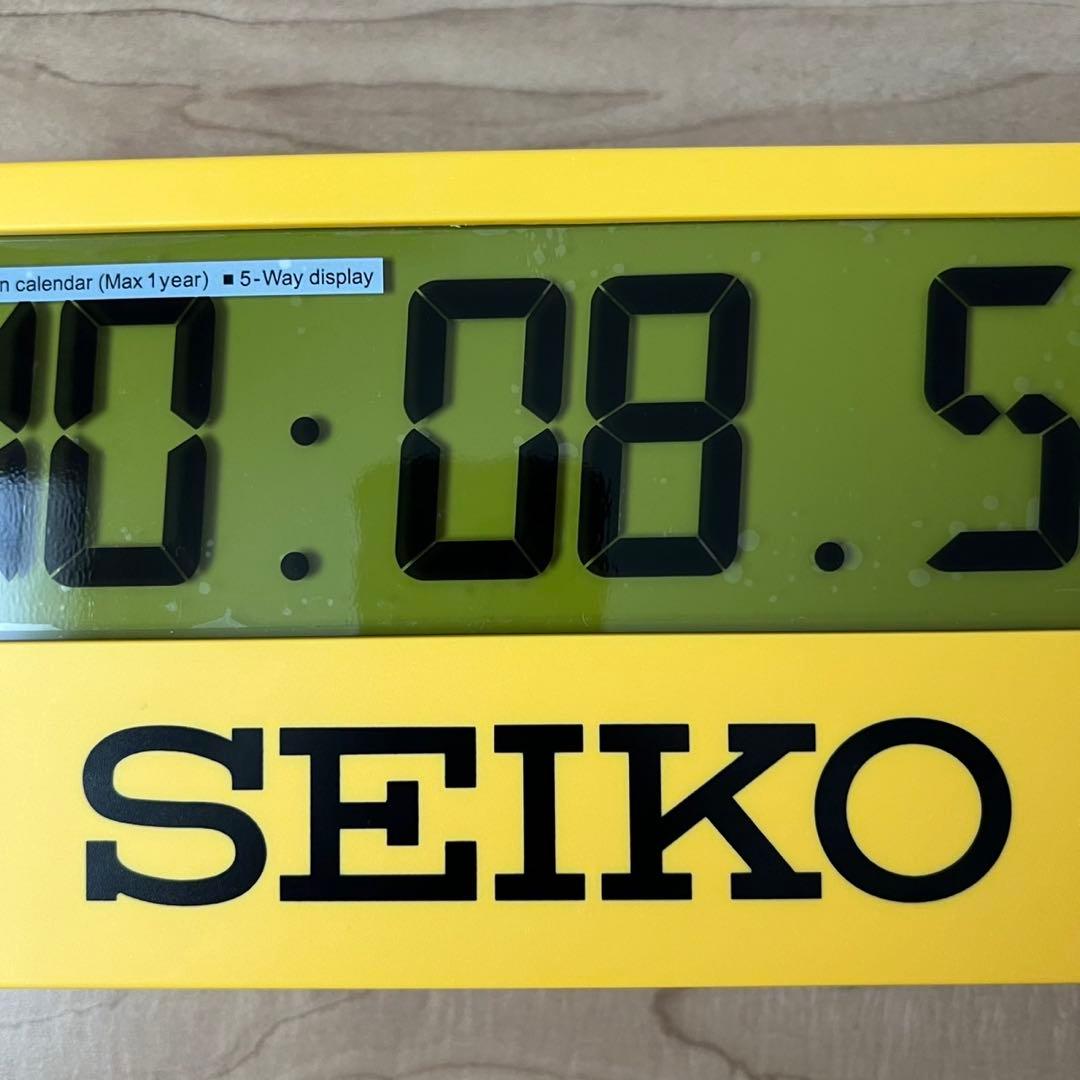 n calendar (Max 1year) ■ 5-Way display
0:08.5
SEIKO